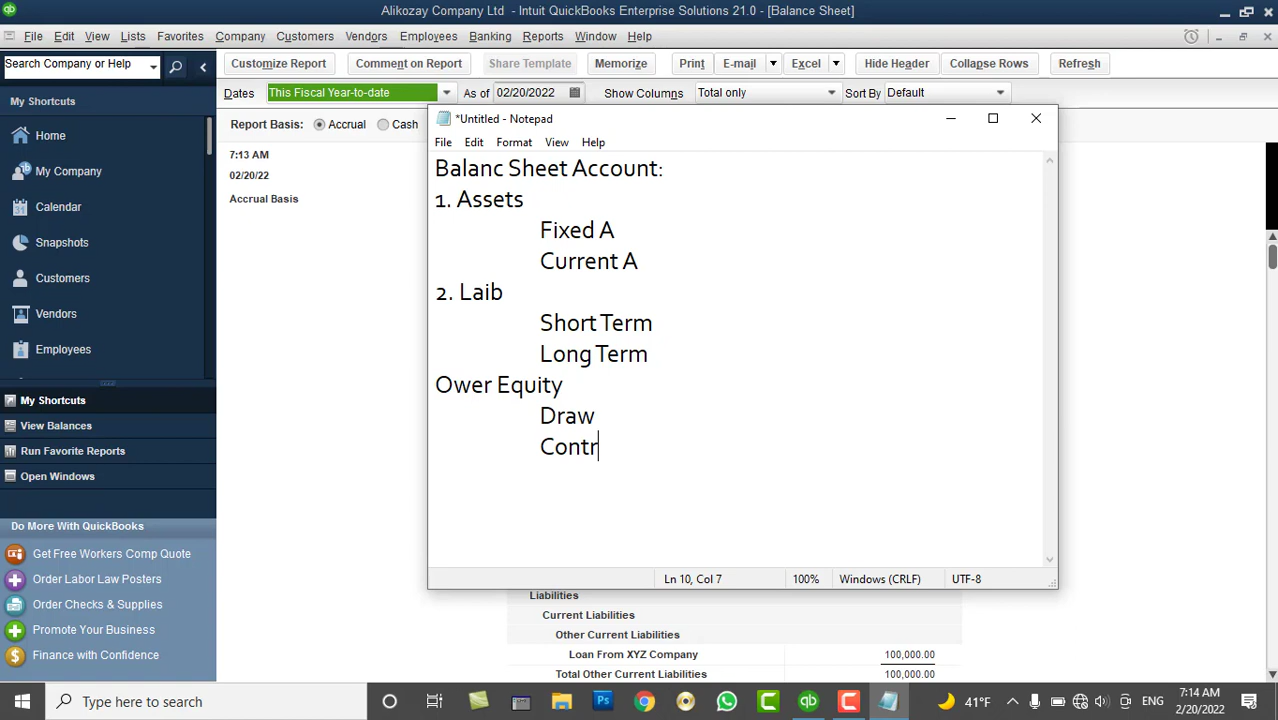 Alikozay Company Ltd - Intuit QuickBooks Enterprise Solutions 21.0 - [Balance Sheet]
File Edit View Lists Favorites Company Customers Vendors Employees Banking Reports Window Help
Search Company or Help
Customize Report Comment on Report Share Template Memorize Print E-mail Excel Hide Header Collapse Rows Refresh
My Shortcuts
Dates This Fiscal Year-to-date As of 02/20/2022 Show Columns Total only Sort By Default
Report Basis: Accrual Cash
7:13 AM
02/20/22
Accrual Basis
Home
My Company
Calendar
Snapshots
Customers
Vendors
Employees
My Shortcuts
View Balances
Run Favorite Reports
Open Windows
Do More With QuickBooks
Get Free Workers Comp Quote
Order Labor Law Posters
Order Checks & Supplies
Promote Your Business
Finance with Confidence
*Untitled - Notepad
File Edit Format View Help
Balanc Sheet Account:
1. Assets
Fixed A
Current A
2. Laib
Short Term
Long Term
Ower Equity
Draw
Contr
Ln 10, Col 7 100% Windows (CRLF) UTF-8
Liabilities
Current Liabilities
Other Current Liabilities
Loan From XYZ Company 100,000.00
Total Other Current Liabilities 100,000.00
Type here to search
Ps
41°F
ENG
7:14 AM
2/20/2022